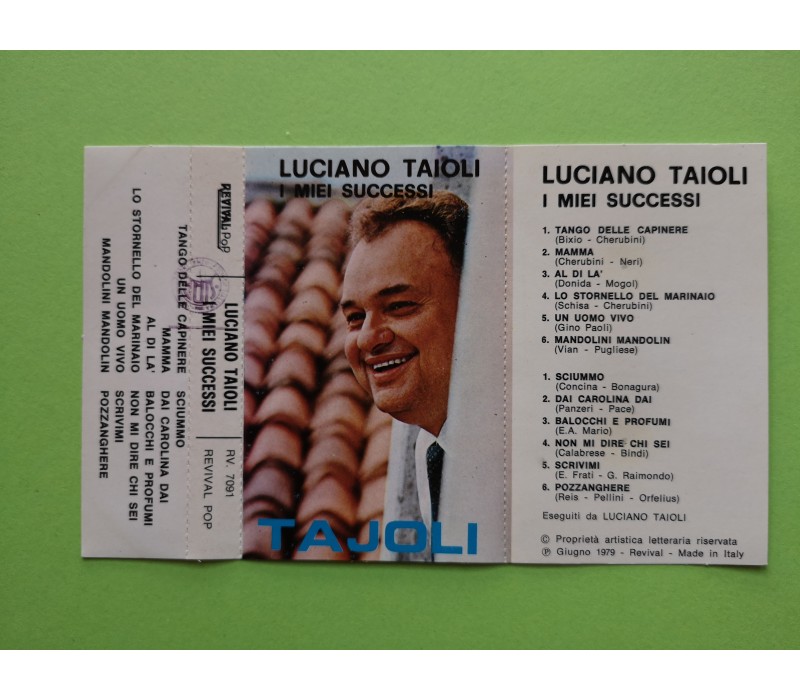 TANGO DELLE CAPINERE SCIUMMO
MAMMA DAI CAROLINA DAI
AL DI LA' BALOCCHI E PROFUMI
LO STORNELLO DEL MARINAIO NON MI DIRE CHI SEI
UN UOMO VIVO SCRIVIMI
MANDOLINI MANDOLIN POZZANGHERE
REVIVAL POP
LUCIANO TAIOLI
I MIEI SUCCESSI
RV. 7091
REVIVAL POP
LUCIANO TAIOLI
I MIEI SUCCESSI
TAJOLI
LUCIANO TAIOLI
I MIEI SUCCESSI
1. TANGO DELLE CAPINERE
(Bixio - Cherubini)
2. MAMMA
(Cherubini - Neri)
3. AL DI LA'
(Donida - Mogol)
4. LO STORNELLO DEL MARINAIO
(Schisa - Cherubini)
5. UN UOMO VIVO
(Gino Paoli)
6. MANDOLINI MANDOLIN
(Vian - Pugliese)
1. SCIUMMO
(Concina - Bonagura)
2. DAI CAROLINA DAI
(Panzeri - Pace)
3. BALOCCHI E PROFUMI
(E.A. Mario)
4. NON MI DIRE CHI SEI
(Calabrese - Bindi)
5. SCRIVIMI
(E. Frati - G. Raimondo)
6. POZZANGHERE
(Reis - Pellini - Orfelius)
Eseguiti da LUCIANO TAIOLI
© Proprietà artistica letteraria riservata
℗ Giugno 1979 - Revival - Made in Italy